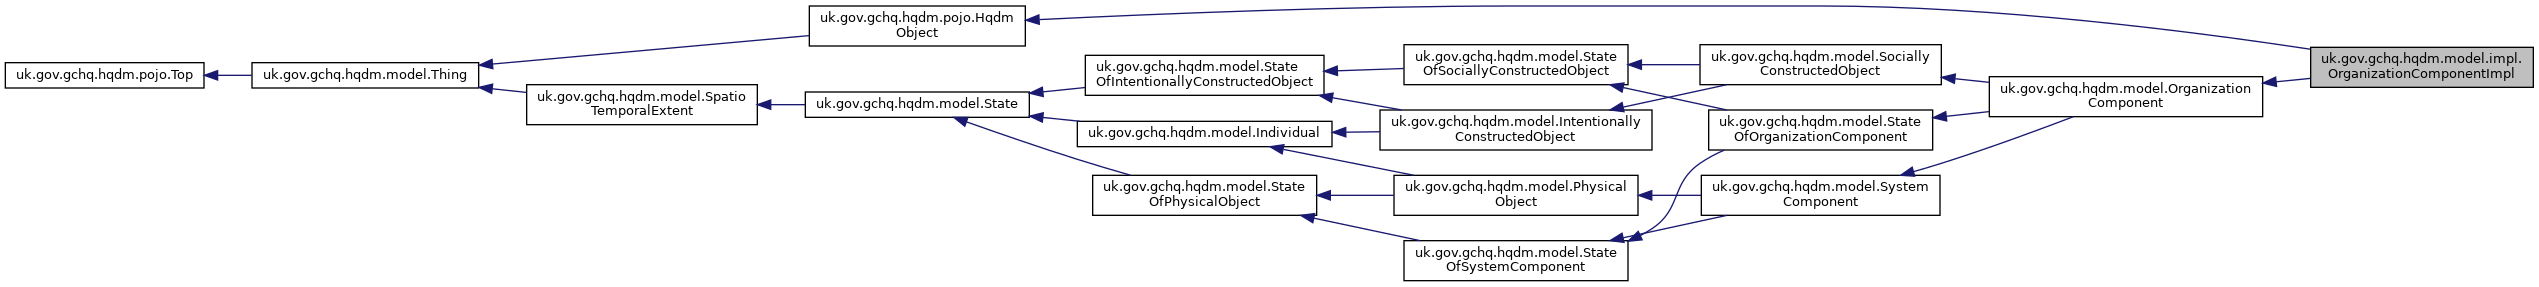 uk.gov.gchq.hqdm.pojo.Top
uk.gov.gchq.hqdm.model.Thing
uk.gov.gchq.hqdm.pojo.Hqdm
Object
uk.gov.gchq.hqdm.model.Spatio
TemporalExtent
uk.gov.gchq.hqdm.model.State
uk.gov.gchq.hqdm.model.State
OfIntentionallyConstructedObject
uk.gov.gchq.hqdm.model.Individual
uk.gov.gchq.hqdm.model.State
OfPhysicalObject
uk.gov.gchq.hqdm.model.State
OfSociallyConstructedObject
uk.gov.gchq.hqdm.model.Intentionally
ConstructedObject
uk.gov.gchq.hqdm.model.Physical
Object
uk.gov.gchq.hqdm.model.State
OfSystemComponent
uk.gov.gchq.hqdm.model.Socially
ConstructedObject
uk.gov.gchq.hqdm.model.State
OfOrganizationComponent
uk.gov.gchq.hqdm.model.System
Component
uk.gov.gchq.hqdm.model.Organization
Component
uk.gov.gchq.hqdm.model.impl.
OrganizationComponentImpl